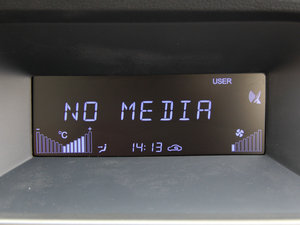 USER
NO MEDIA
- °C +
14:13